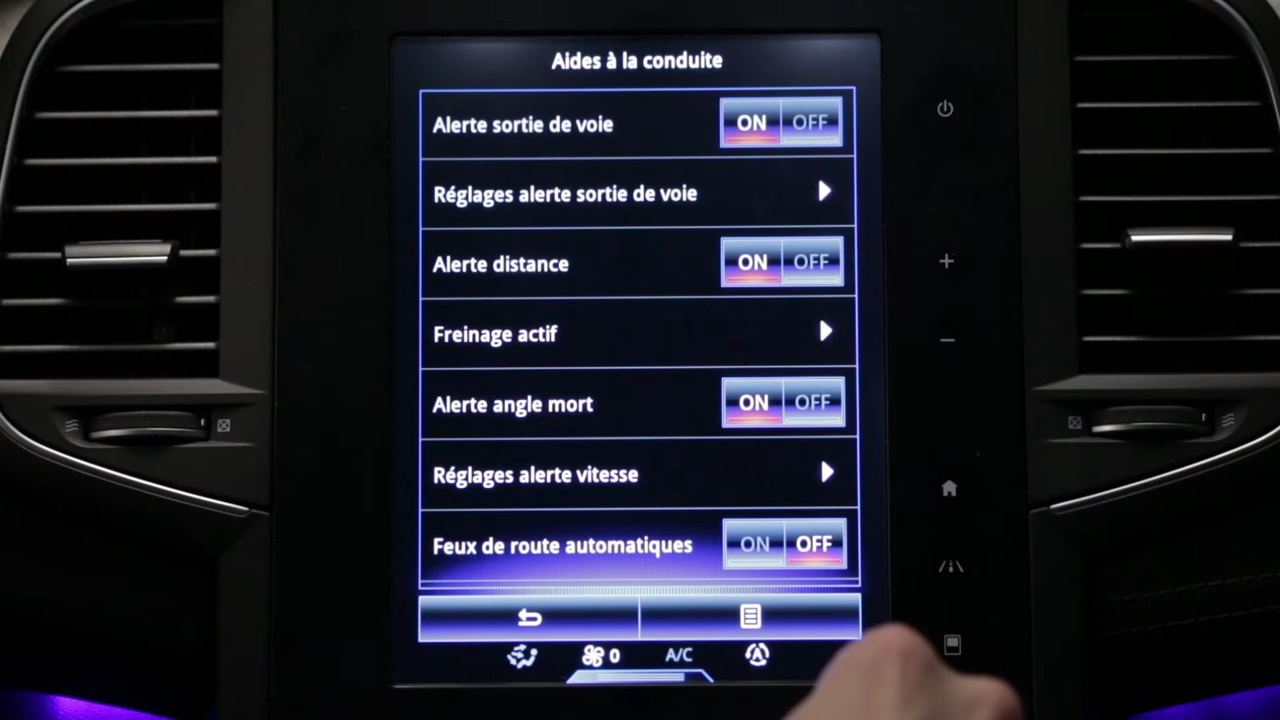 Aides à la conduite
Alerte sortie de voie ON OFF
Réglages alerte sortie de voie
Alerte distance ON OFF
Freinage actif
Alerte angle mort ON OFF
Réglages alerte vitesse
Feux de route automatiques ON OFF
0 A/C A